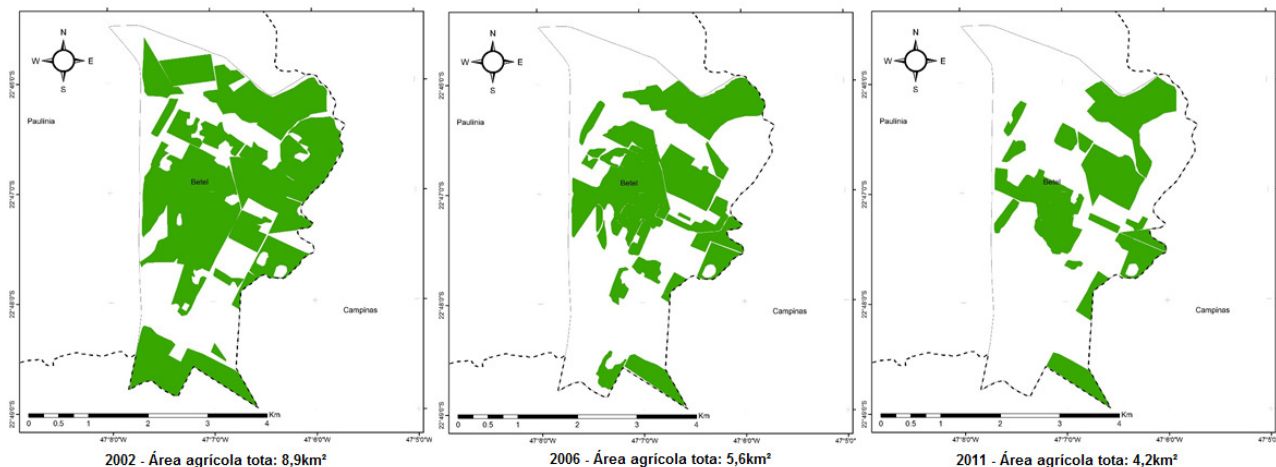 N
W E
S
22°46'0"S
Paulínia
Betel
22°47'0"S
22°48'0"S
Campinas
22°49'0"S
Km
0 0,5 1 2 3 4
47°8'0"W 47°7'0"W 47°6'0"W 47°5'0"W
2002 - Área agrícola tota: 8,9km²
N
W E
S
22°46'0"S
Paulínia
Betel
22°47'0"S
22°48'0"S
Campinas
22°49'0"S
Km
0 0,5 1 2 3 4
47°8'0"W 47°7'0"W 47°6'0"W 47°5'0"W
2006 - Área agrícola tota: 5,6km²
N
W E
S
22°46'0"S
Paulínia
Betel
22°47'0"S
22°48'0"S
Campinas
22°49'0"S
Km
0 0,5 1 2 3 4
47°8'0"W 47°7'0"W 47°6'0"W 47°5'0"W
2011 - Área agrícola tota: 4,2km²